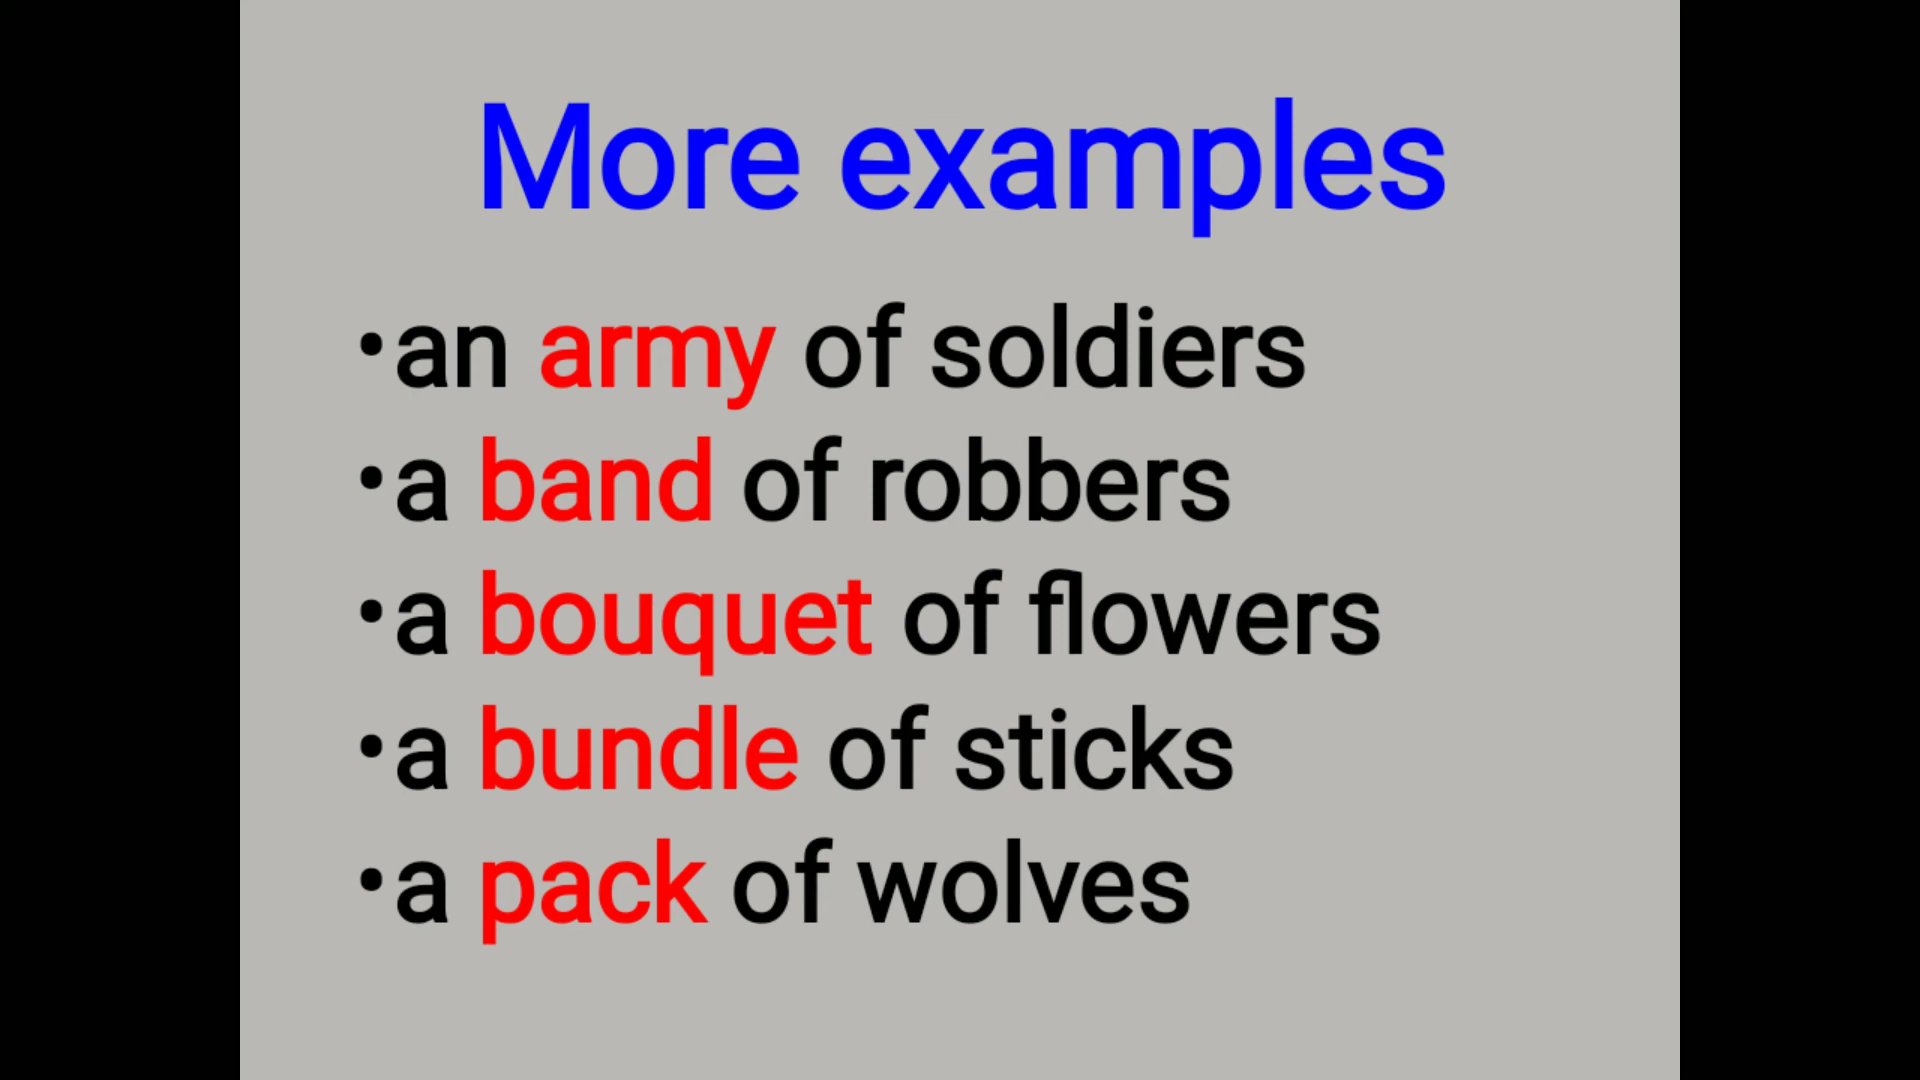 More examples
•an army of soldiers
•a band of robbers
•a bouquet of flowers
•a bundle of sticks
•a pack of wolves